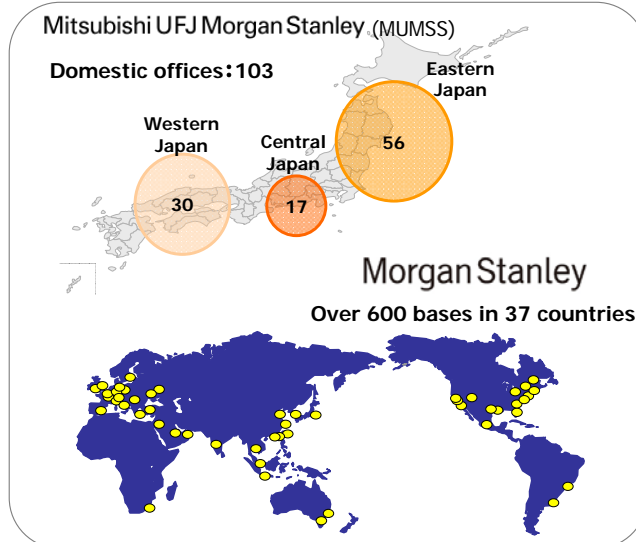 Mitsubishi UFJ Morgan Stanley (MUMSS)
Domestic offices:103
Eastern
Japan
Western
Japan
Central
Japan
56
30
17
Morgan Stanley
Over 600 bases in 37 countries